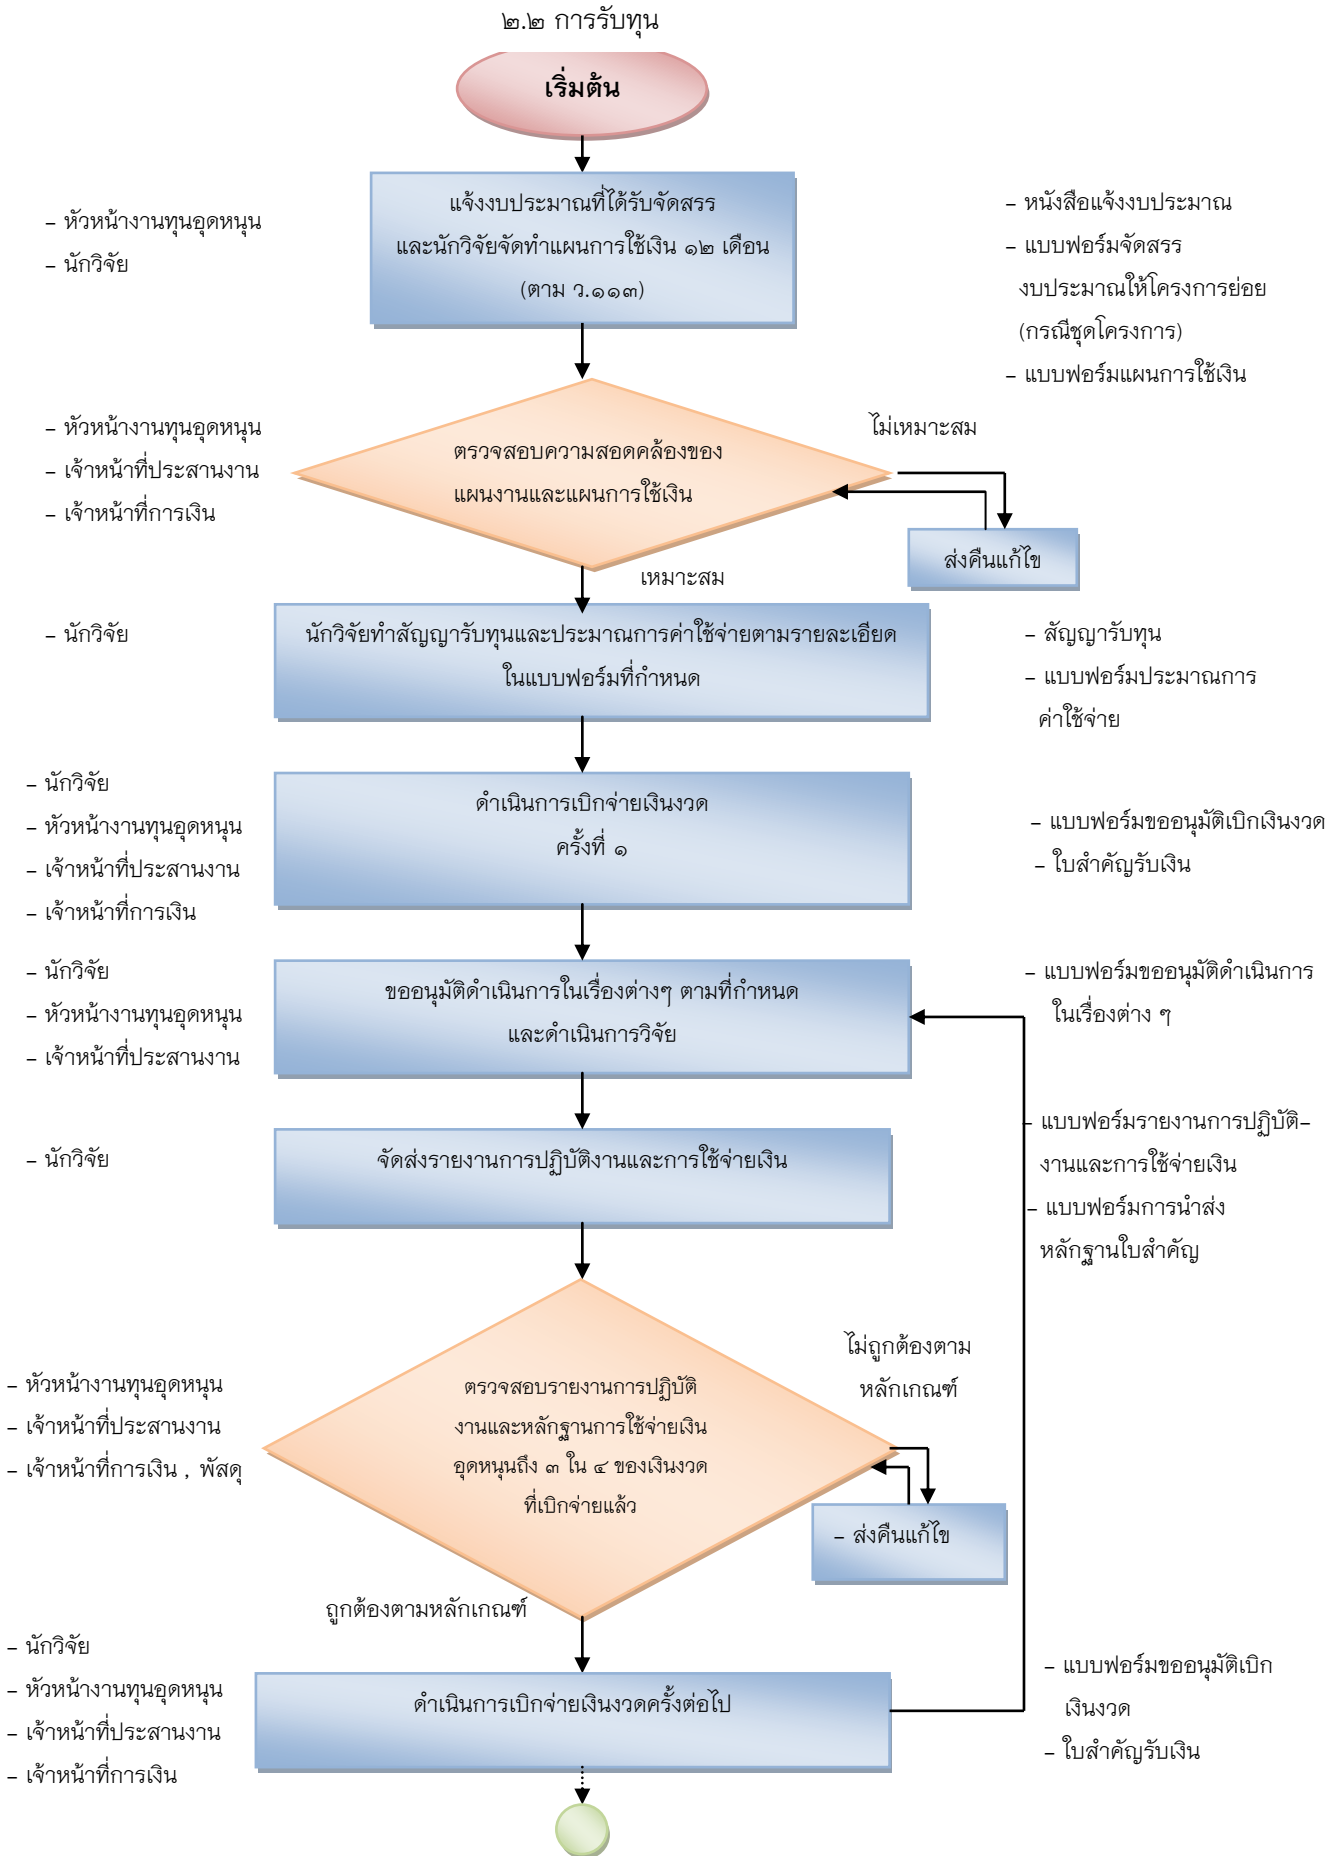 ๒.๒ การรับทุน
เริ่มต้น
– หัวหน้างานทุนอุดหนุน
– นักวิจัย
แจ้งงบประมาณที่ได้รับจัดสรร
และนักวิจัยจัดทำแผนการใช้เงิน ๑๒ เดือน
(ตาม ว.๑๑๓)
– หนังสือแจ้งงบประมาณ
– แบบฟอร์มจัดสรร
งบประมาณให้โครงการย่อย
(กรณีชุดโครงการ)
– แบบฟอร์มแผนการใช้เงิน
– หัวหน้างานทุนอุดหนุน
– เจ้าหน้าที่ประสานงาน
– เจ้าหน้าที่การเงิน
ตรวจสอบความสอดคล้องของ
แผนงานและแผนการใช้เงิน
ไม่เหมาะสม
ส่งคืนแก้ไข
เหมาะสม
– นักวิจัย
นักวิจัยทำสัญญารับทุนและประมาณการค่าใช้จ่ายตามรายละเอียด
ในแบบฟอร์มที่กำหนด
– สัญญารับทุน
– แบบฟอร์มประมาณการ
ค่าใช้จ่าย
– นักวิจัย
– หัวหน้างานทุนอุดหนุน
– เจ้าหน้าที่ประสานงาน
– เจ้าหน้าที่การเงิน
ดำเนินการเบิกจ่ายเงินงวด
ครั้งที่ ๑
– แบบฟอร์มขออนุมัติเบิกเงินงวด
– ใบสำคัญรับเงิน
– นักวิจัย
– หัวหน้างานทุนอุดหนุน
– เจ้าหน้าที่ประสานงาน
ขออนุมัติดำเนินการในเรื่องต่างๆ ตามที่กำหนด
และดำเนินการวิจัย
– แบบฟอร์มขออนุมัติดำเนินการ
ในเรื่องต่าง ๆ
– นักวิจัย
จัดส่งรายงานการปฏิบัติงานและการใช้จ่ายเงิน
– แบบฟอร์มรายงานการปฏิบัติ–
งานและการใช้จ่ายเงิน
– แบบฟอร์มการนำส่ง
หลักฐานใบสำคัญ
– หัวหน้างานทุนอุดหนุน
– เจ้าหน้าที่ประสานงาน
– เจ้าหน้าที่การเงิน , พัสดุ
ตรวจสอบรายงานการปฏิบัติ
งานและหลักฐานการใช้จ่ายเงิน
อุดหนุนถึง ๓ ใน ๔ ของเงินงวด
ที่เบิกจ่ายแล้ว
ไม่ถูกต้องตาม
หลักเกณฑ์
– ส่งคืนแก้ไข
ถูกต้องตามหลักเกณฑ์
– นักวิจัย
– หัวหน้างานทุนอุดหนุน
– เจ้าหน้าที่ประสานงาน
– เจ้าหน้าที่การเงิน
ดำเนินการเบิกจ่ายเงินงวดครั้งต่อไป
– แบบฟอร์มขออนุมัติเบิก
เงินงวด
– ใบสำคัญรับเงิน